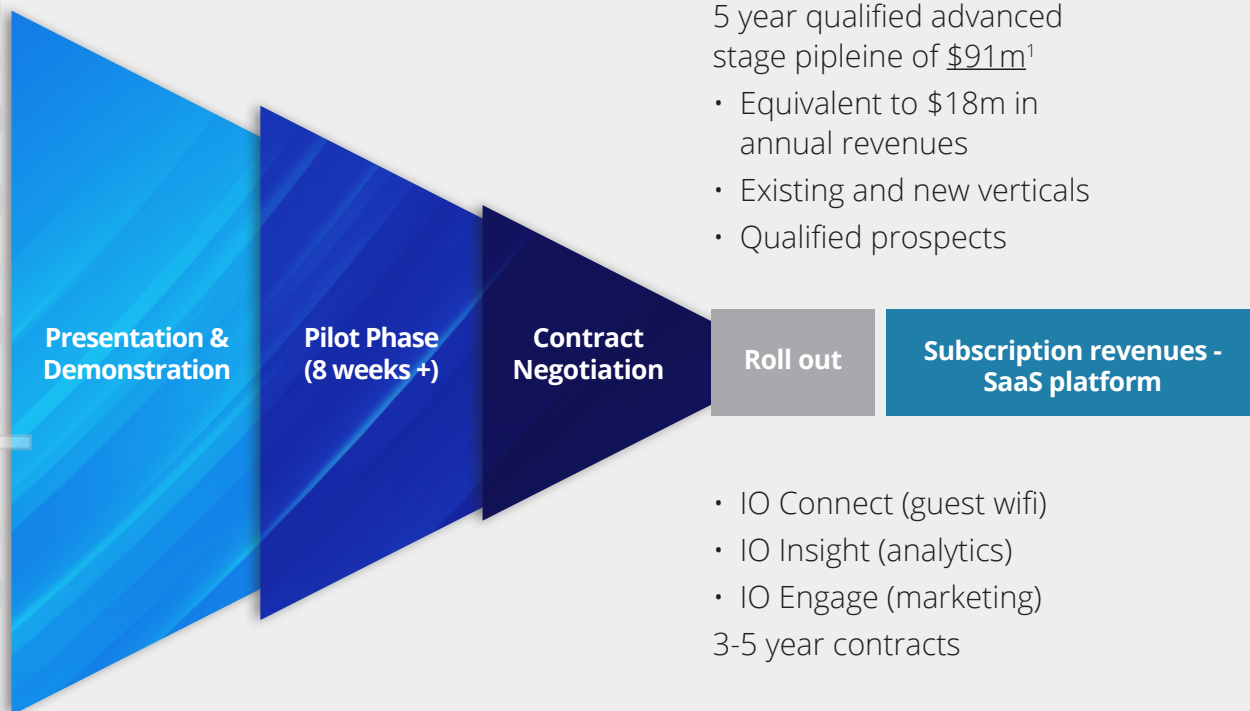 5 year qualified advanced
stage pipleine of $91m¹
• Equivalent to $18m in
annual revenues
• Existing and new verticals
• Qualified prospects
Presentation &
Demonstration
Pilot Phase
(8 weeks +)
Contract
Negotiation
Roll out
Subscription revenues -
SaaS platform
• IO Connect (guest wifi)
• IO Insight (analytics)
• IO Engage (marketing)
3-5 year contracts